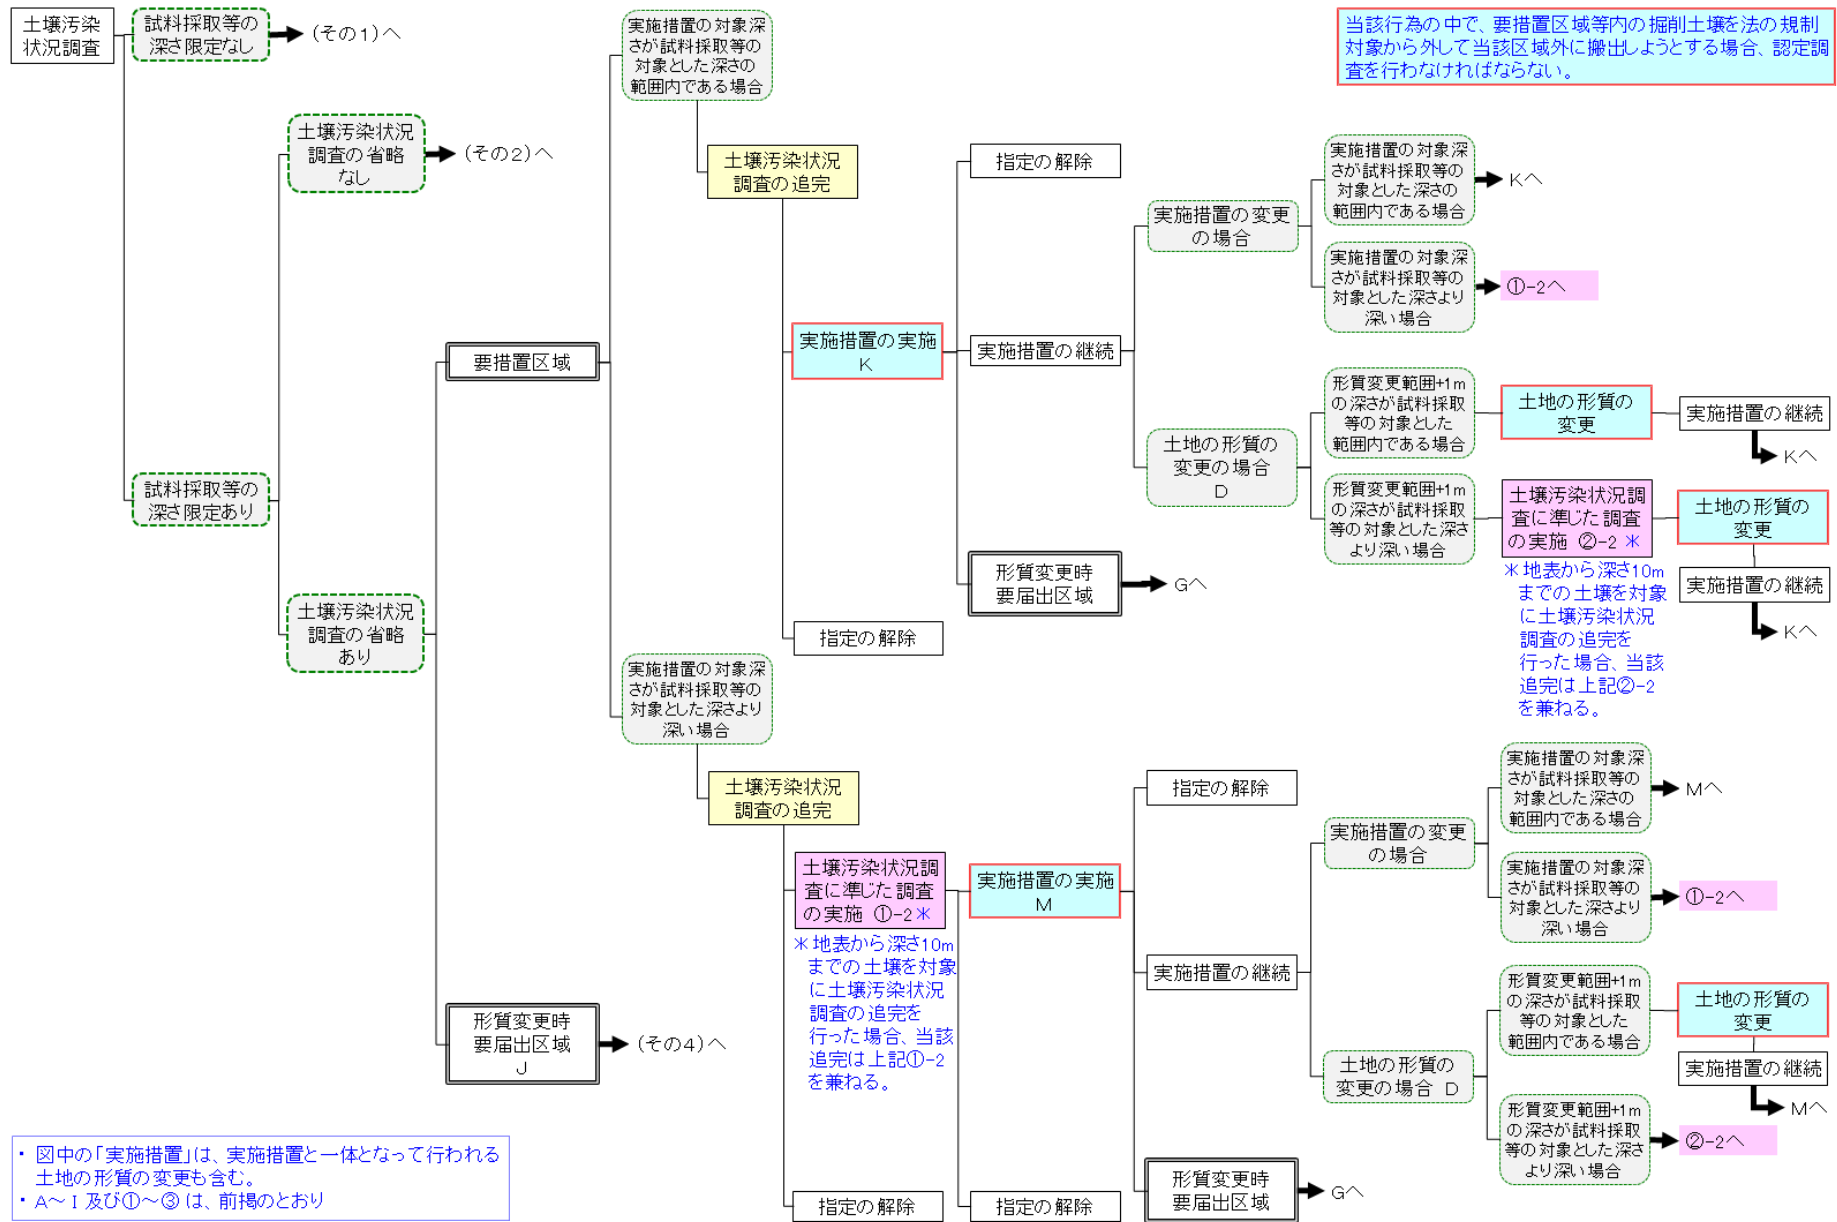 土壌汚染
状況調査
試料採取等の
深さ限定なし
(その1)へ
試料採取等の
深さ限定あり
土壌汚染状況
調査の省略
なし
(その2)へ
土壌汚染状況
調査の省略
あり
要措置区域
形質変更時
要届出区域
J
(その4)へ
実施措置の対象深
さが試料採取等の
対象とした深さの
範囲内である場合
土壌汚染状況
調査の追完
実施措置の実施
K
指定の解除
指定の解除
実施措置の継続
形質変更時
要届出区域
Gへ
実施措置の変更
の場合
実施措置の対象深
さが試料採取等の
対象とした深さの
範囲内である場合
Kへ
実施措置の対象深
さが試料採取等の
対象とした深さより
深い場合
①-2へ
土地の形質の
変更の場合
D
形質変更範囲+1m
の深さが試料採取
等の対象とした
範囲内である場合
土地の形質の
変更
実施措置の継続
Kへ
形質変更範囲+1m
の深さが試料採取
等の対象とした深さ
より深い場合
土壌汚染状況調
査に準じた調査
の実施 ②-2 *
土地の形質の
変更
実施措置の継続
Kへ
*地表から深さ10m
までの土壌を対象
に土壌汚染状況
調査の追完を
行った場合、当該
追完は上記②-2
を兼ねる。
当該行為の中で、要措置区域等内の掘削土壌を法の規制
対象から外して当該区域外に搬出しようとする場合、認定調
査を行わなければならない。
実施措置の対象深
さが試料採取等の
対象とした深さより
深い場合
土壌汚染状況
調査の追完
土壌汚染状況調
査に準じた調査
の実施 ①-2*
*地表から深さ10m
までの土壌を対象
に土壌汚染状況
調査の追完を
行った場合、当該
追完は上記①-2
を兼ねる。
指定の解除
実施措置の実施
M
指定の解除
指定の解除
実施措置の継続
形質変更時
要届出区域
Gへ
実施措置の変更
の場合
実施措置の対象深
さが試料採取等の
対象とした深さの
範囲内である場合
Mへ
実施措置の対象深
さが試料採取等の
対象とした深さより
深い場合
①-2へ
土地の形質の
変更の場合 D
形質変更範囲+1m
の深さが試料採取
等の対象とした
範囲内である場合
土地の形質の
変更
実施措置の継続
Mへ
形質変更範囲+1m
の深さが試料採取
等の対象とした深さ
より深い場合
②-2へ
・ 図中の「実施措置」は、実施措置と一体となって行われる
土地の形質の変更も含む。
・ A～I 及び①～③ は、前掲のとおり